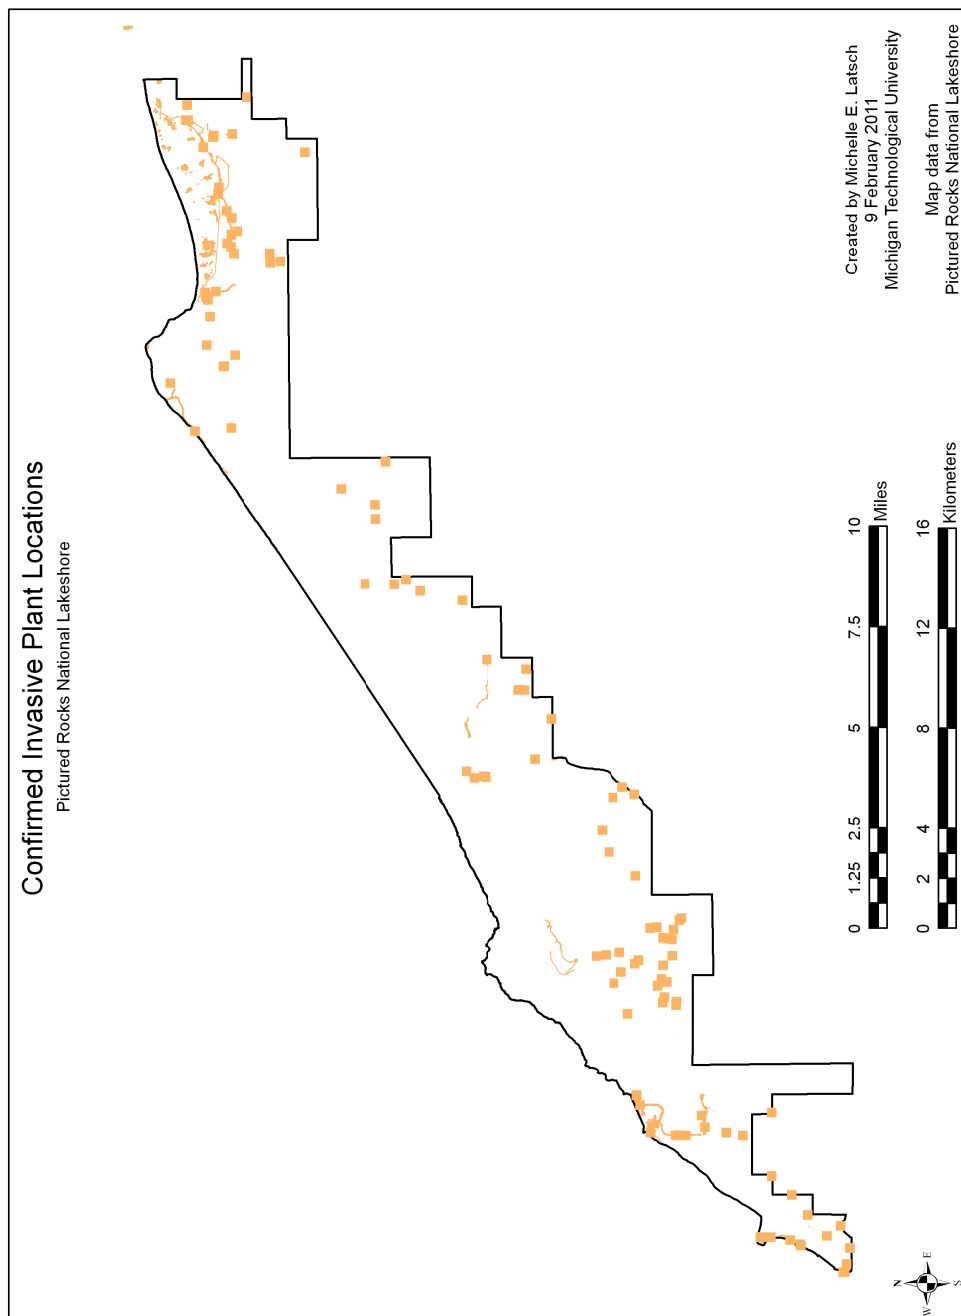 Confirmed Invasive Plant Locations
Pictured Rocks National Lakeshore
Created by Michelle E. Latsch
9 February 2011
Michigan Technological University
Map data from
Pictured Rocks National Lakeshore
0 1.25 2.5 5 7.5 10
Miles
0 2 4 8 12 16
Kilometers
N
W E
S